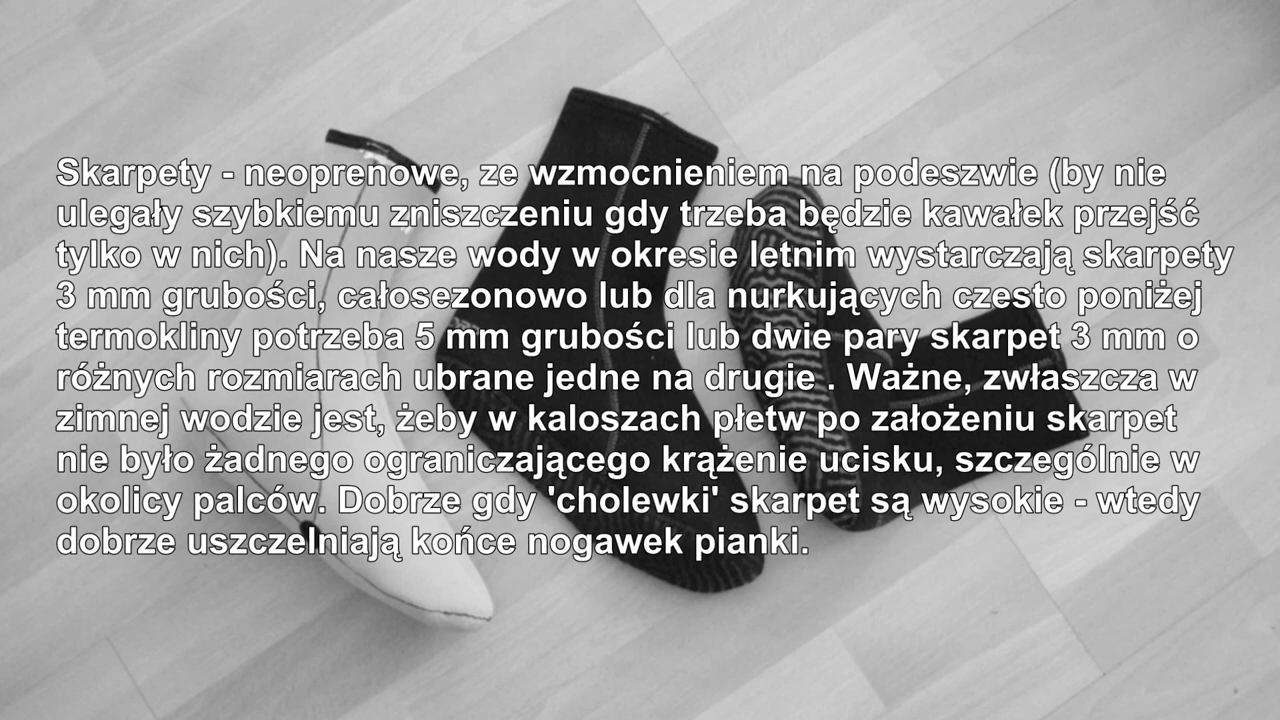 Skarpety - neoprenowe, ze wzmocnieniem na podeszwie (by nie
ulegały szybkiemu zniszczeniu gdy trzeba będzie kawałek przejść
tylko w nich). Na nasze wody w okresie letnim wystarczają skarpety
3 mm grubości, całosezonowo lub dla nurkujących czesto poniżej
termokliny potrzeba 5 mm grubości lub dwie pary skarpet 3 mm o
różnych rozmiarach ubrane jedne na drugie . Ważne, zwłaszcza w
zimnej wodzie jest, żeby w kaloszach płetw po założeniu skarpet
nie było żadnego ograniczającego krążenie ucisku, szczególnie w
okolicy palców. Dobrze gdy 'cholewki' skarpet są wysokie - wtedy
dobrze uszczelniają końce nogawek pianki.